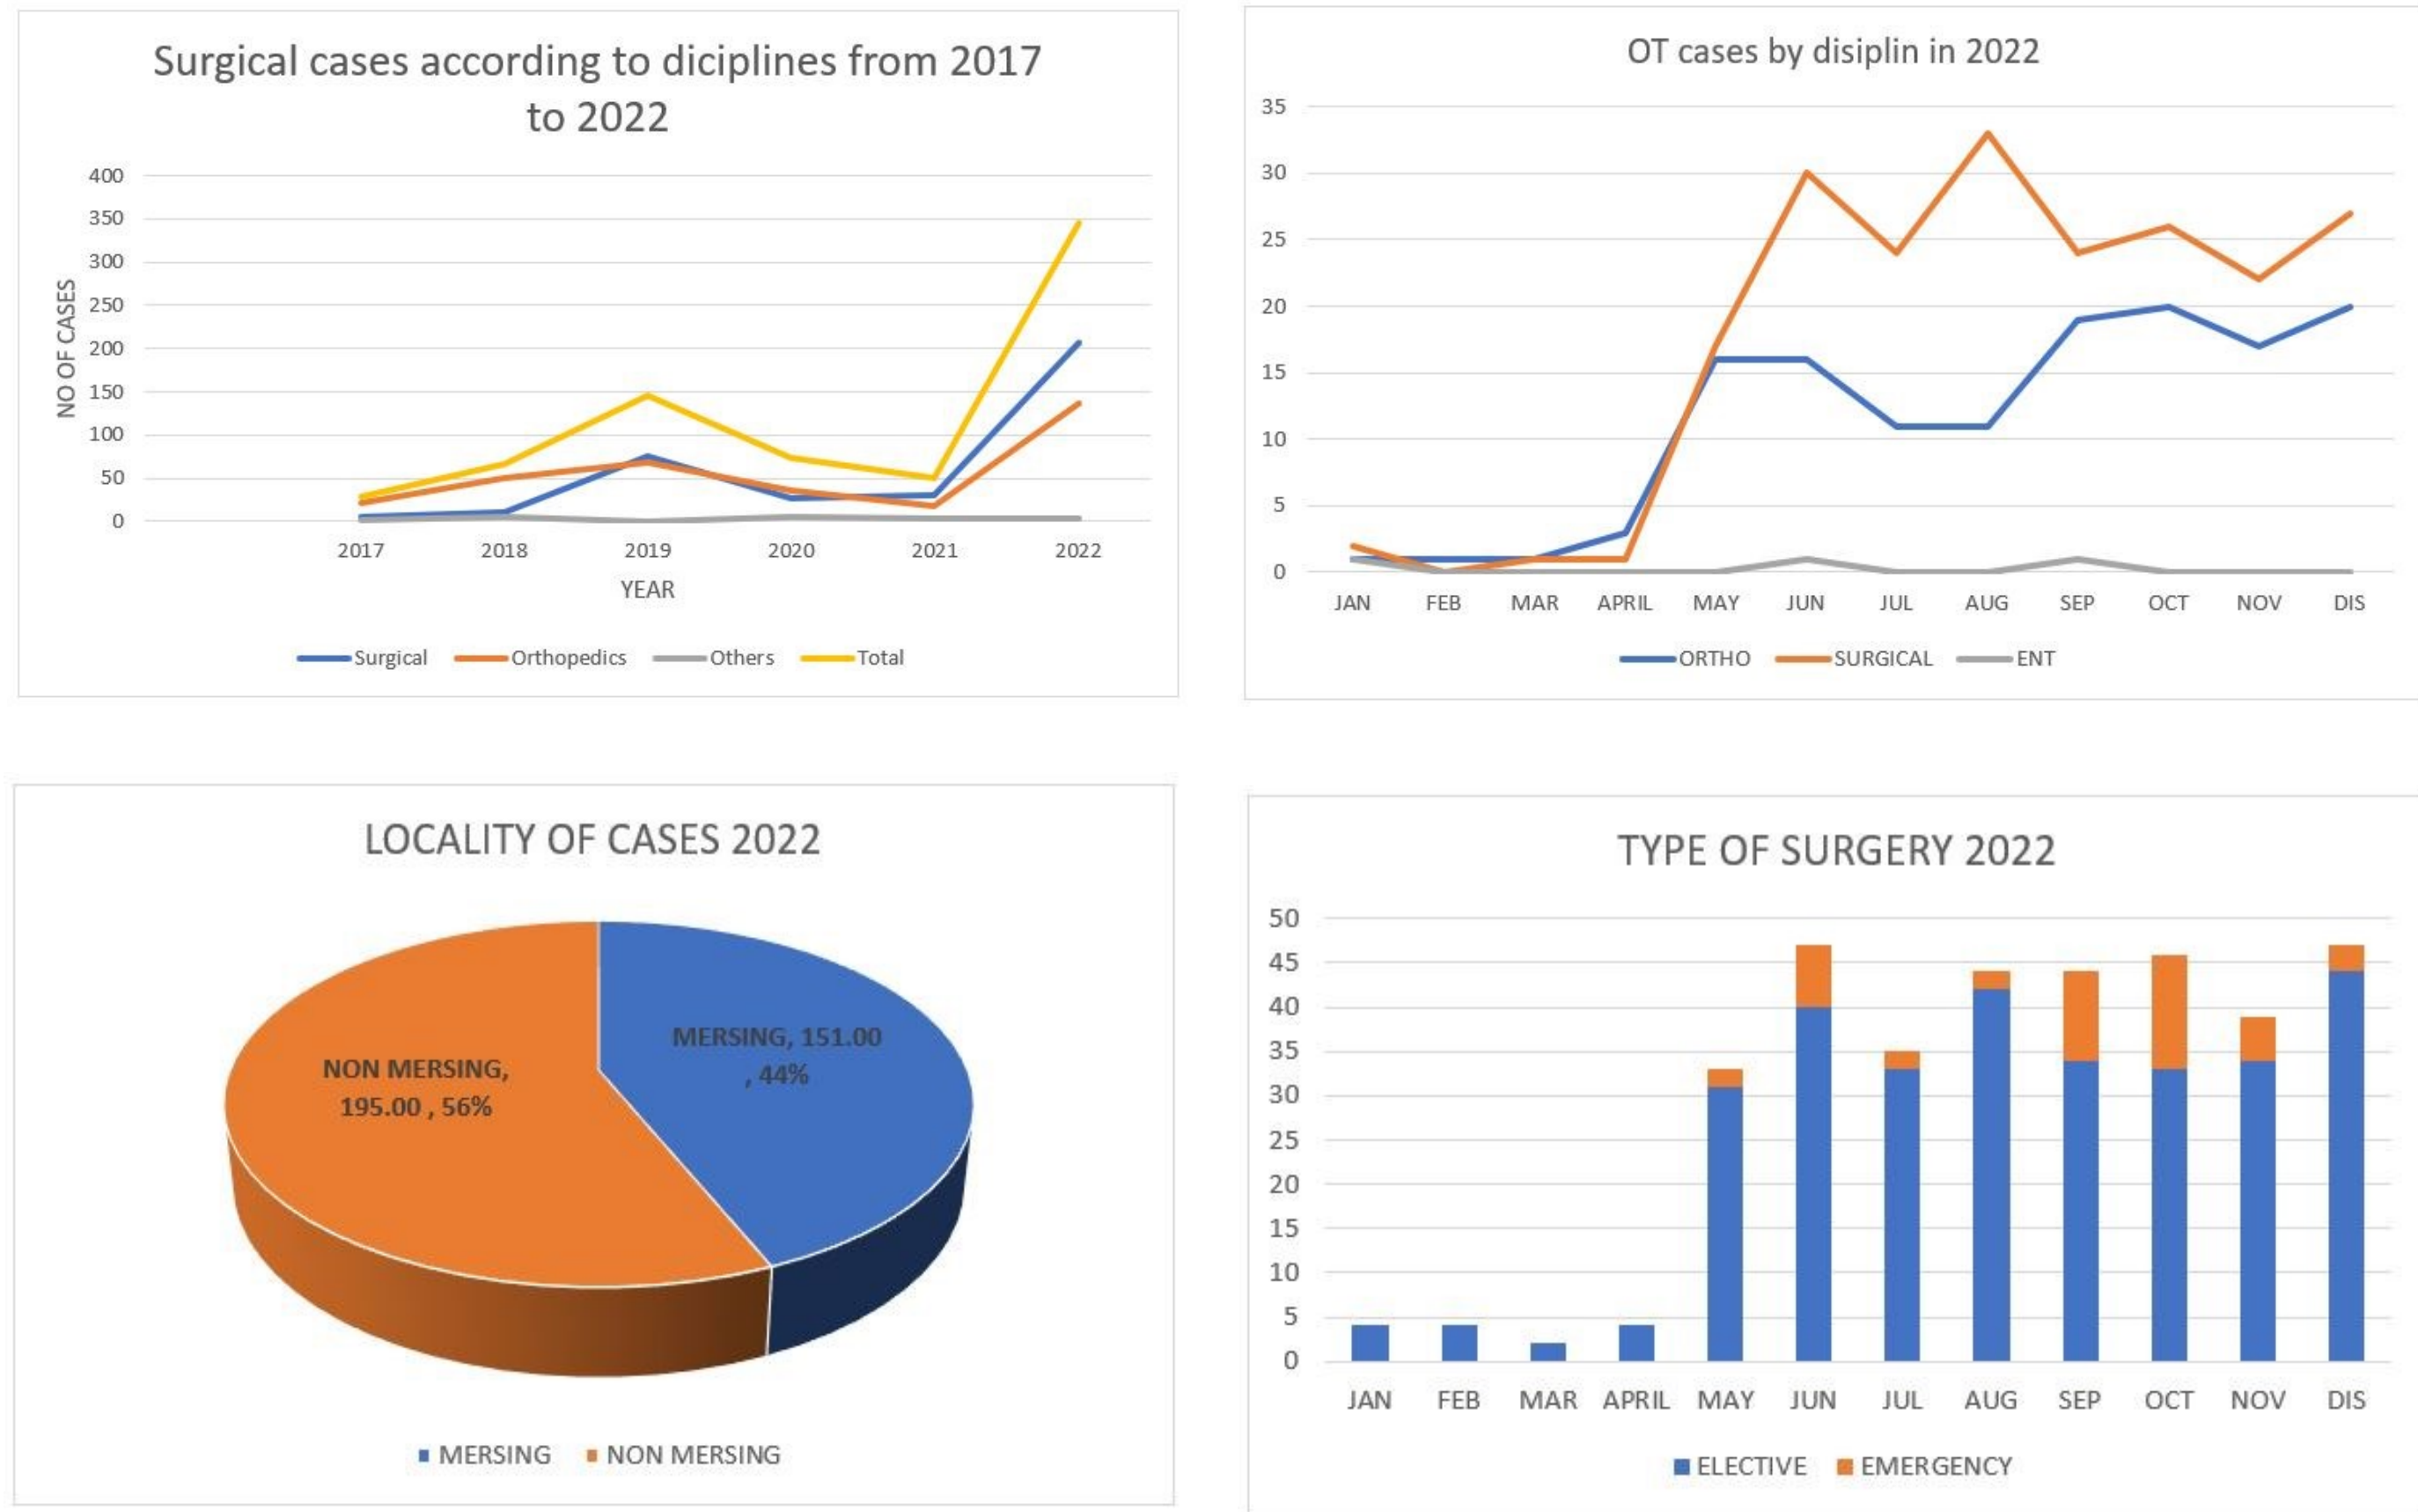 Surgical cases according to diciplines from 2017
to 2022
400
350
300
250
200
150
100
50
0
NO OF CASES
2017 2018 2019 2020 2021 2022
YEAR
Surgical Orthopedics Others Total
OT cases by disiplin in 2022
35
30
25
20
15
10
5
0
JAN FEB MAR APRIL MAY JUN JUL AUG SEP OCT NOV DIS
ORTHO SURGICAL ENT
LOCALITY OF CASES 2022
MERSING, 151.00
, 44%
NON MERSING,
195.00 , 56%
MERSING NON MERSING
TYPE OF SURGERY 2022
50
45
40
35
30
25
20
15
10
5
0
JAN FEB MAR APRIL MAY JUN JUL AUG SEP OCT NOV DIS
ELECTIVE EMERGENCY